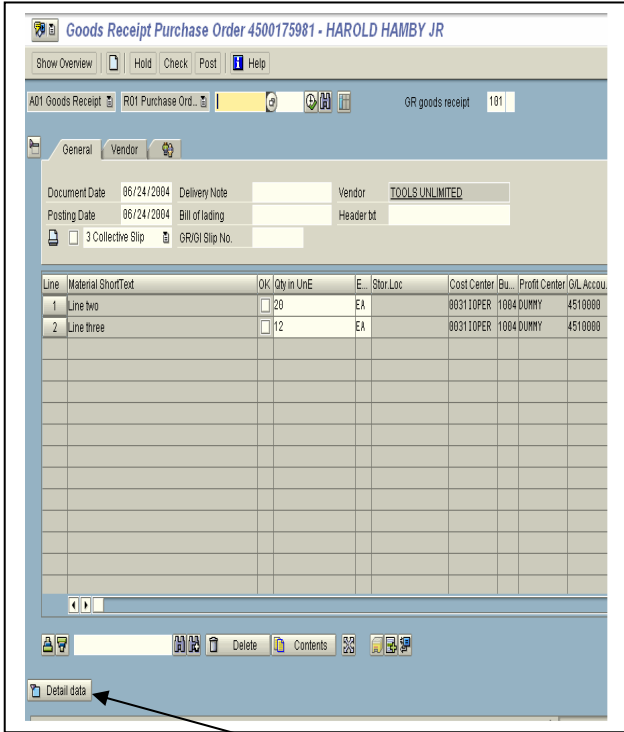 Goods Receipt Purchase Order 4500175981 - HAROLD HAMBY JR
Show Overview Hold Check Post Help
A01 Goods Receipt R01 Purchase Ord... GR goods receipt 101
General Vendor
Document Date 06/24/2004 Delivery Note Vendor TOOLS UNLIMITED
Posting Date 06/24/2004 Bill of lading Header txt
3 Collective Slip GR/GI Slip No.
Line Material ShortText OK Qty in UnE E... Stor.Loc Cost Center Bu... Profit Center G/L Accou.
1 Line two 20 EA 0031IOPER 1004 DUMMY 4510000
2 Line three 12 EA 0031IOPER 1004 DUMMY 4510000
Delete Contents
Detail data